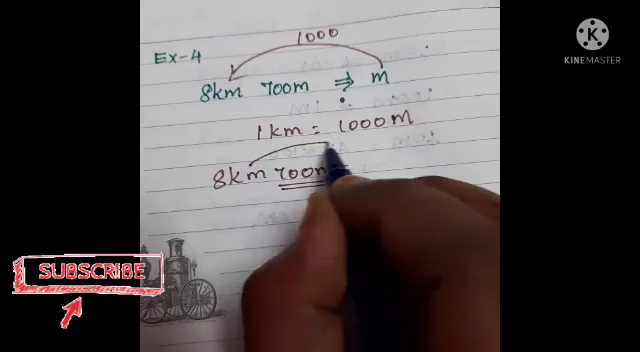 1000
Ex-4
8km 700m ⇒ m
1km = 1000m
8km 700m
KINEMASTER
SUBSCRIBE